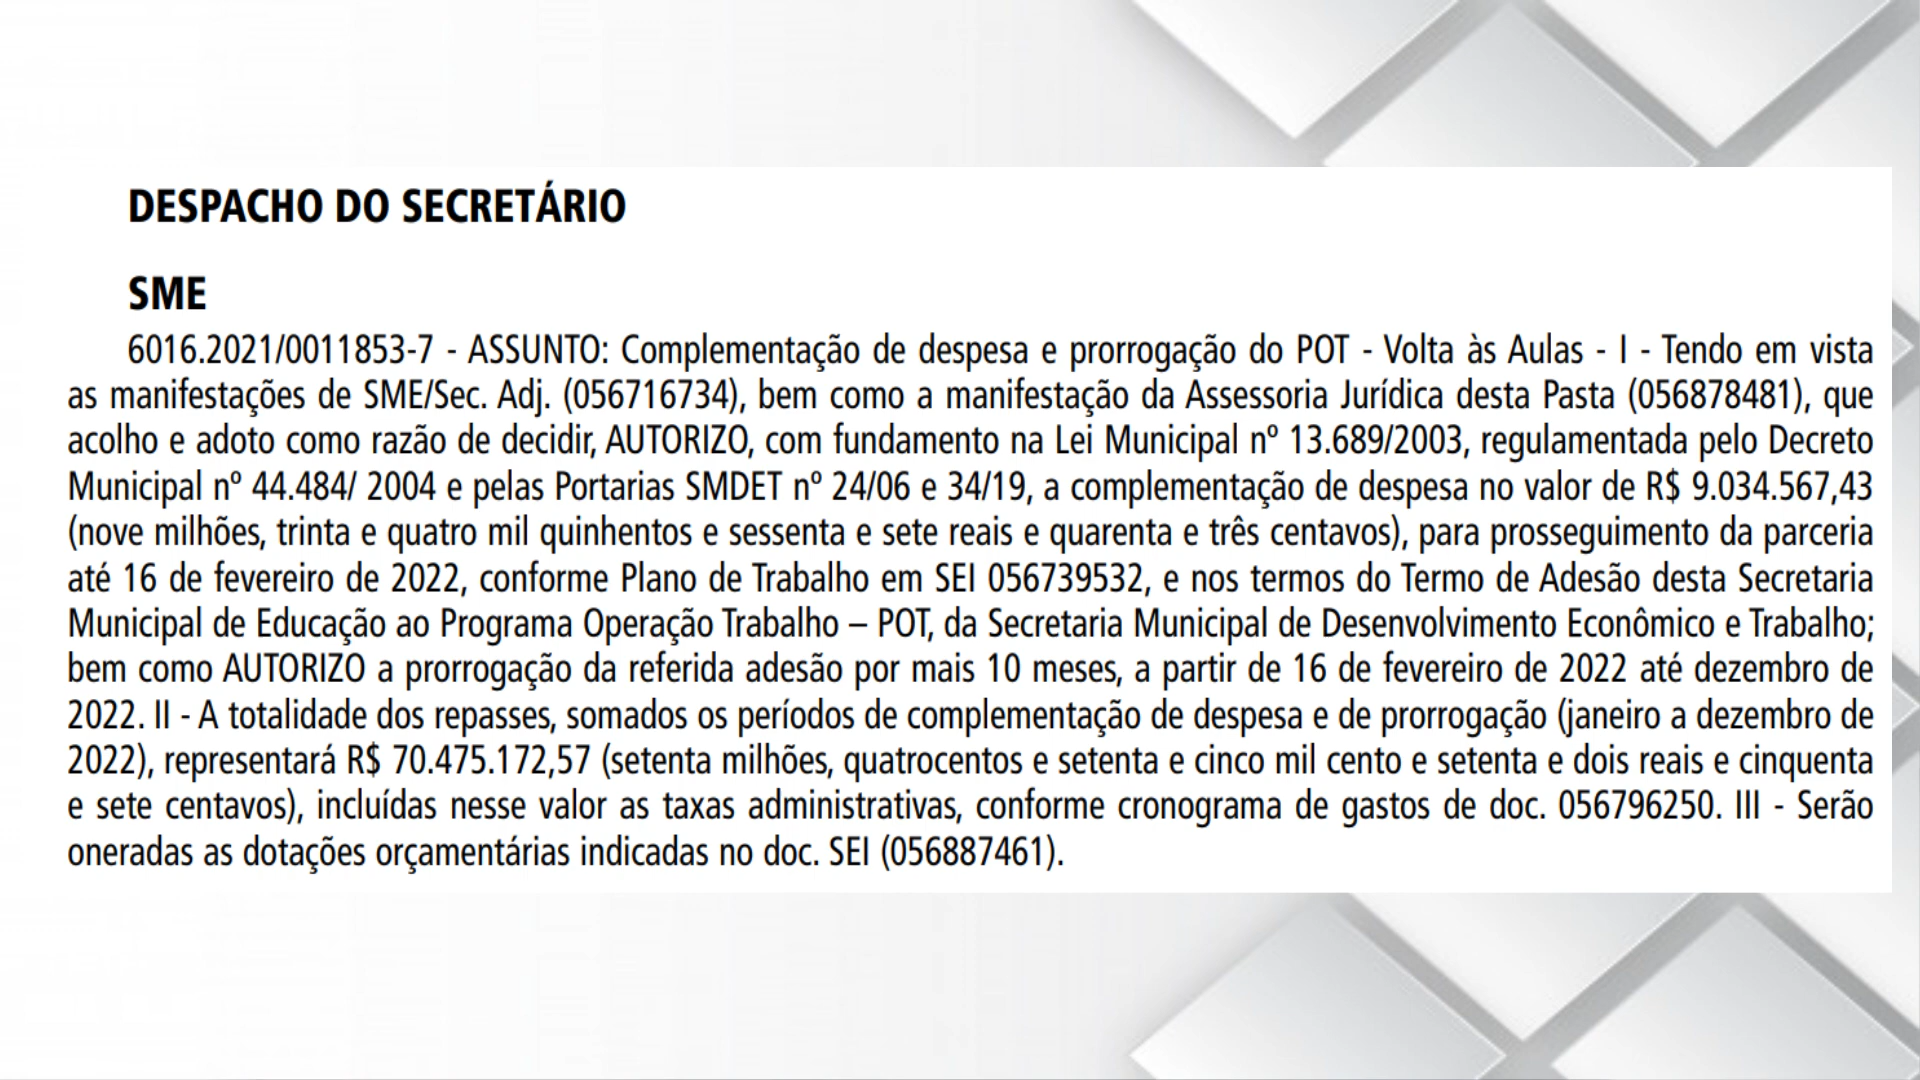 DESPACHO DO SECRETÁRIO
SME
6016.2021/0011853-7 - ASSUNTO: Complementação de despesa e prorrogação do POT - Volta às Aulas - I - Tendo em vista
as manifestações de SME/Sec. Adj. (056716734), bem como a manifestação da Assessoria Jurídica desta Pasta (056878481), que
acolho e adoto como razão de decidir, AUTORIZO, com fundamento na Lei Municipal nº 13.689/2003, regulamentada pelo Decreto
Municipal nº 44.484/ 2004 e pelas Portarias SMDET nº 24/06 e 34/19, a complementação de despesa no valor de R$ 9.034.567,43
(nove milhões, trinta e quatro mil quinhentos e sessenta e sete reais e quarenta e três centavos), para prosseguimento da parceria
até 16 de fevereiro de 2022, conforme Plano de Trabalho em SEI 056739532, e nos termos do Termo de Adesão desta Secretaria
Municipal de Educação ao Programa Operação Trabalho – POT, da Secretaria Municipal de Desenvolvimento Econômico e Trabalho;
bem como AUTORIZO a prorrogação da referida adesão por mais 10 meses, a partir de 16 de fevereiro de 2022 até dezembro de
2022. II - A totalidade dos repasses, somados os períodos de complementação de despesa e de prorrogação (janeiro a dezembro de
2022), representará R$ 70.475.172,57 (setenta milhões, quatrocentos e setenta e cinco mil cento e setenta e dois reais e cinquenta
e sete centavos), incluídas nesse valor as taxas administrativas, conforme cronograma de gastos de doc. 056796250. III - Serão
oneradas as dotações orçamentárias indicadas no doc. SEI (056887461).